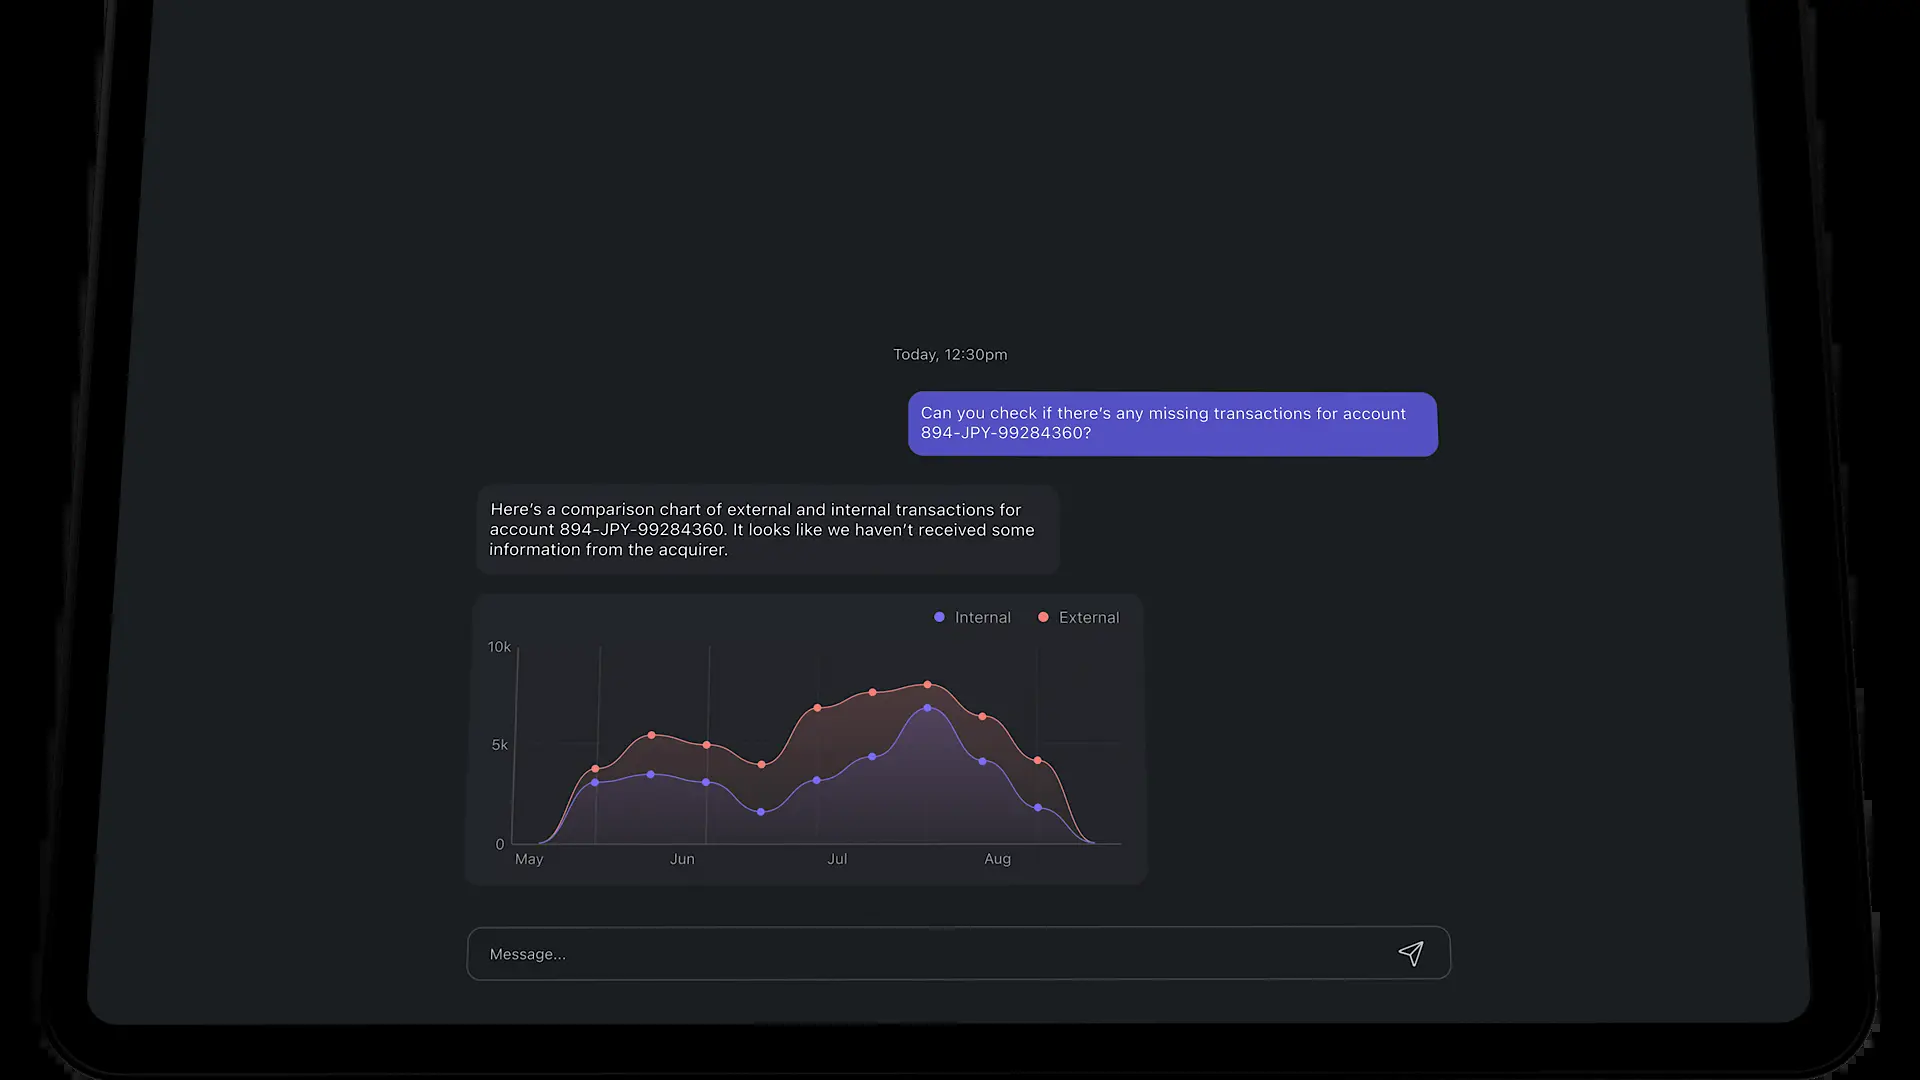 Today, 12:30pm
Can you check if there's any missing transactions for account
894-JPY-99284360?
Here's a comparison chart of external and internal transactions for
account 894-JPY-99284360. It looks like we haven't received some
information from the acquirer.
Internal
External
10k
5k
0
May
Jun
Jul
Aug
Message...